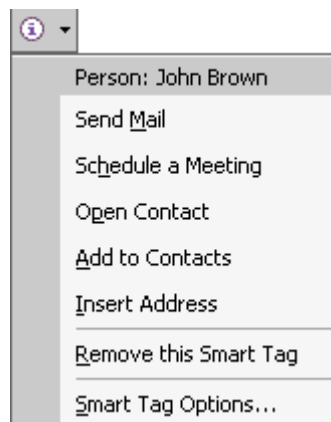 Person: John Brown
Send Mail
Schedule a Meeting
Open Contact
Add to Contacts
Insert Address
Remove this Smart Tag
Smart Tag Options...